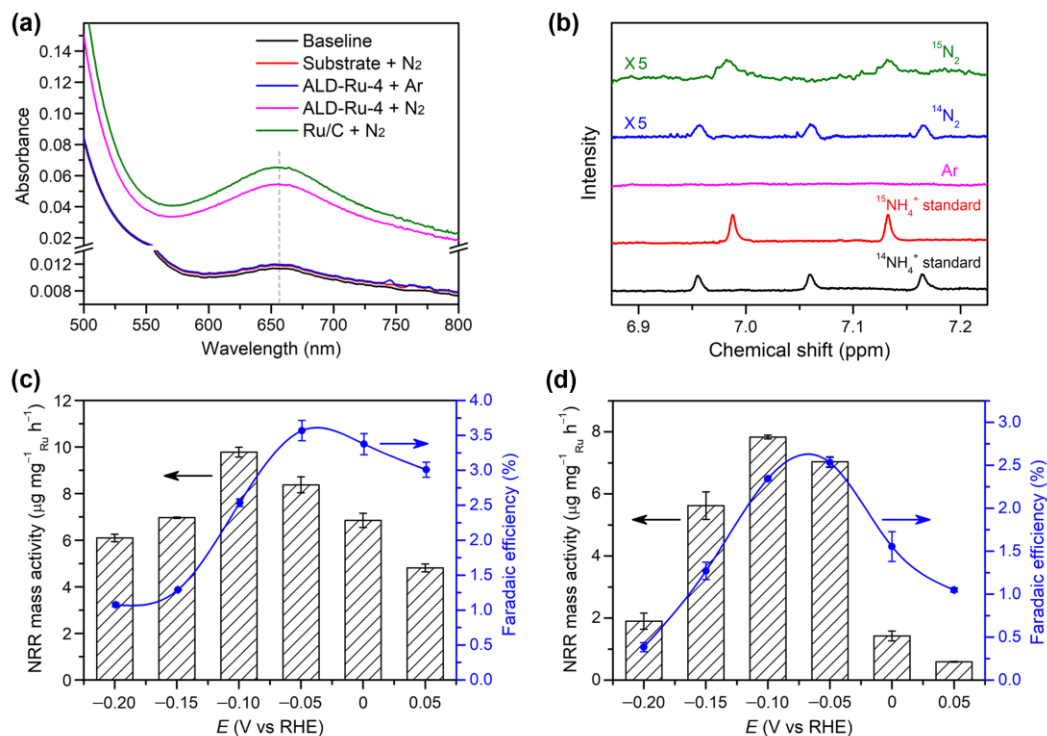 (a)
0.14
0.12
0.10
0.08
0.06
0.04
0.02
0.012
0.008
Absorbance
Baseline
Substrate + N₂
ALD-Ru-4 + Ar
ALD-Ru-4 + N₂
Ru/C + N₂
500 550 600 650 700 750 800
Wavelength (nm)
(b)
Intensity
X 5 ¹⁵N₂
X 5 ¹⁴N₂
Ar
¹⁵NH₄⁺ standard
¹⁴NH₄⁺ standard
6.9 7.0 7.1 7.2
Chemical shift (ppm)
(c)
NRR mass activity (μg mg⁻¹Ru h⁻¹)
12
10
8
6
4
2
0
4.0
3.5
3.0
2.5
2.0
1.5
1.0
0.5
0.0
Faradaic efficiency (%)
−0.20 −0.15 −0.10 −0.05 0 0.05
E (V vs RHE)
(d)
NRR mass activity (μg mg⁻¹Ru h⁻¹)
8
6
4
2
0
3.0
2.5
2.0
1.5
1.0
0.5
0.0
Faradaic efficiency (%)
−0.20 −0.15 −0.10 −0.05 0 0.05
E (V vs RHE)